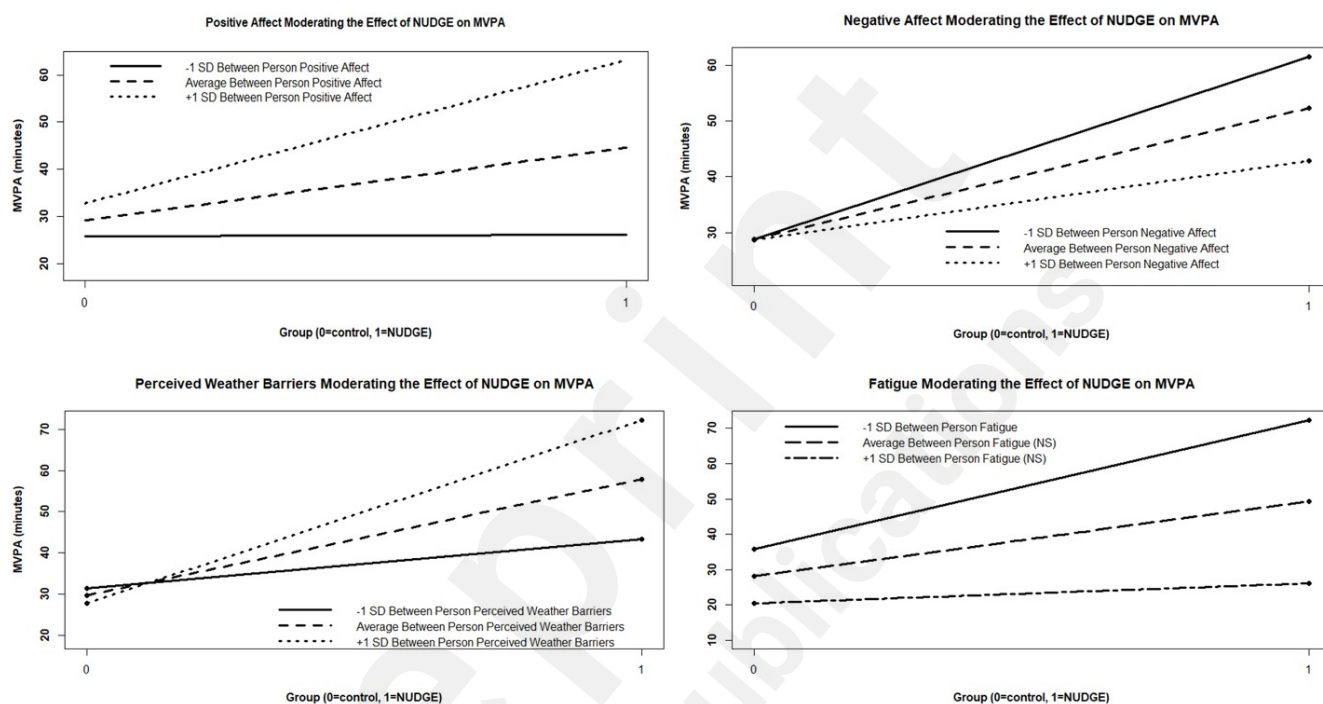 Positive Affect Moderating the Effect of NUDGE on MVPA
-1 SD Between Person Positive Affect
Average Between Person Positive Affect
+1 SD Between Person Positive Affect
MVPA (minutes)
60
50
40
30
20
0
1
Group (0=control, 1=NUDGE)
Negative Affect Moderating the Effect of NUDGE on MVPA
MVPA (minutes)
60
50
40
30
-1 SD Between Person Negative Affect
Average Between Person Negative Affect
+1 SD Between Person Negative Affect
0
1
Group (0=control, 1=NUDGE)
Perceived Weather Barriers Moderating the Effect of NUDGE on MVPA
MVPA (minutes)
70
60
50
40
30
20
-1 SD Between Person Perceived Weather Barriers
Average Between Person Perceived Weather Barriers
+1 SD Between Person Perceived Weather Barriers
0
1
Group (0=control, 1=NUDGE)
Fatigue Moderating the Effect of NUDGE on MVPA
-1 SD Between Person Fatigue
Average Between Person Fatigue (NS)
+1 SD Between Person Fatigue (NS)
MVPA (minutes)
70
60
50
40
30
20
10
0
1
Group (0=control, 1=NUDGE)
eprint
ublications